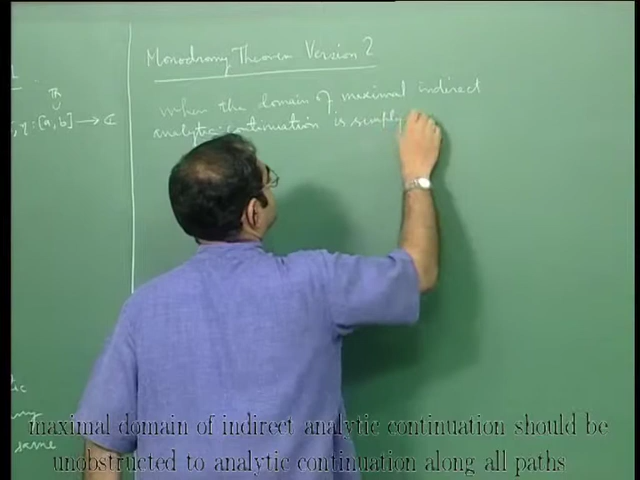 Monodromy Theorem Version 2
when the domain of maximal indirect
analytic continuation is simply
γ : [a, b] → ℂ
same
maximal domain of indirect analytic continuation should be
unobstructed to analytic continuation along all paths